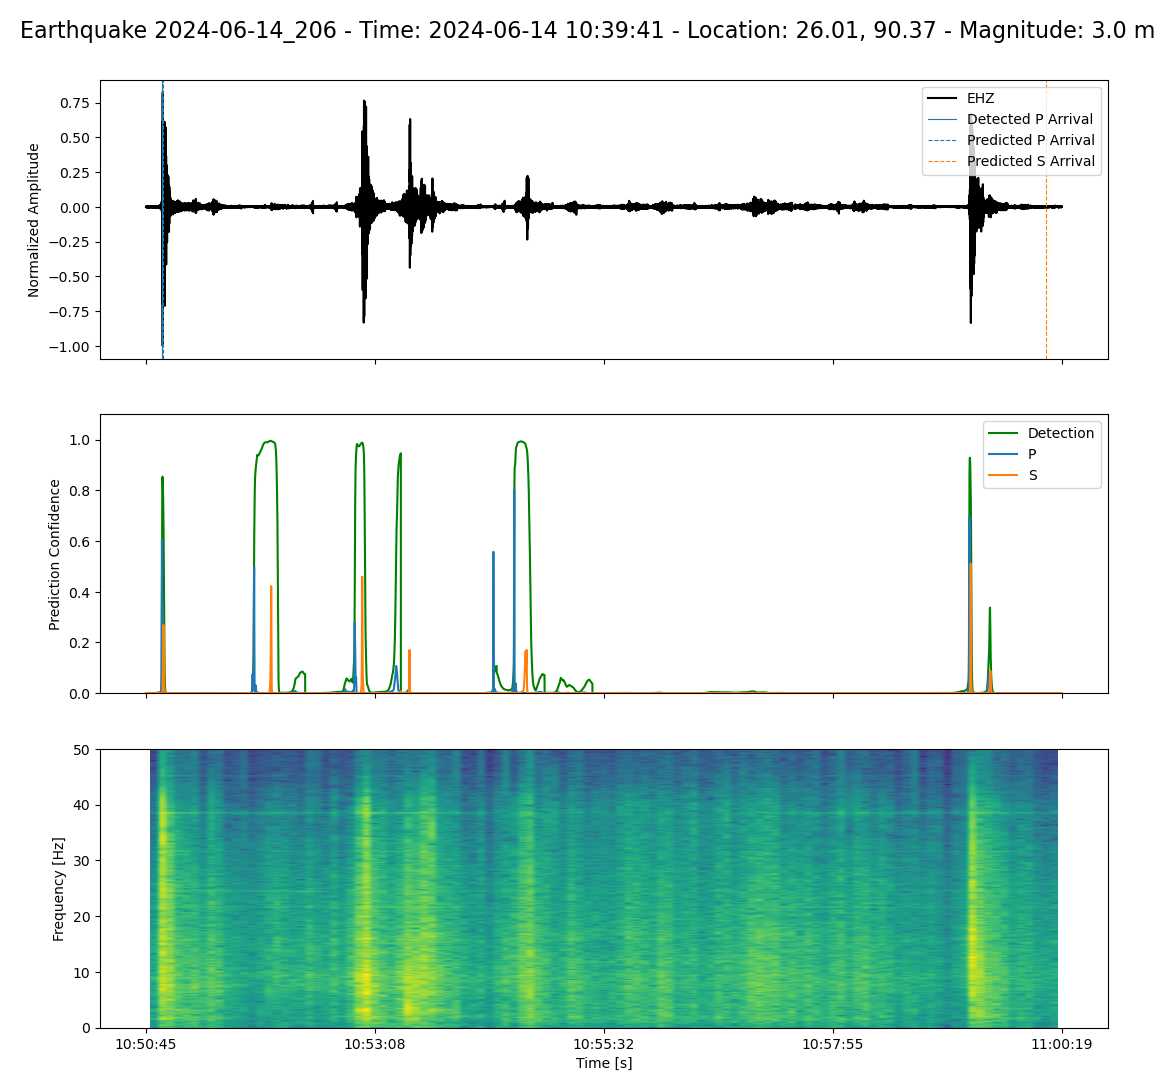 Earthquake 2024-06-14_206 - Time: 2024-06-14 10:39:41 - Location: 26.01, 90.37 - Magnitude: 3.0 m
Normalized Amplitude
0.75
0.50
0.25
0.00
−0.25
−0.50
−0.75
−1.00
EHZ
Detected P Arrival
Predicted P Arrival
Predicted S Arrival
Prediction Confidence
1.0
0.8
0.6
0.4
0.2
0.0
Detection
P
S
Frequency [Hz]
50
40
30
20
10
0
10:50:45 10:53:08 10:55:32 10:57:55 11:00:19
Time [s]